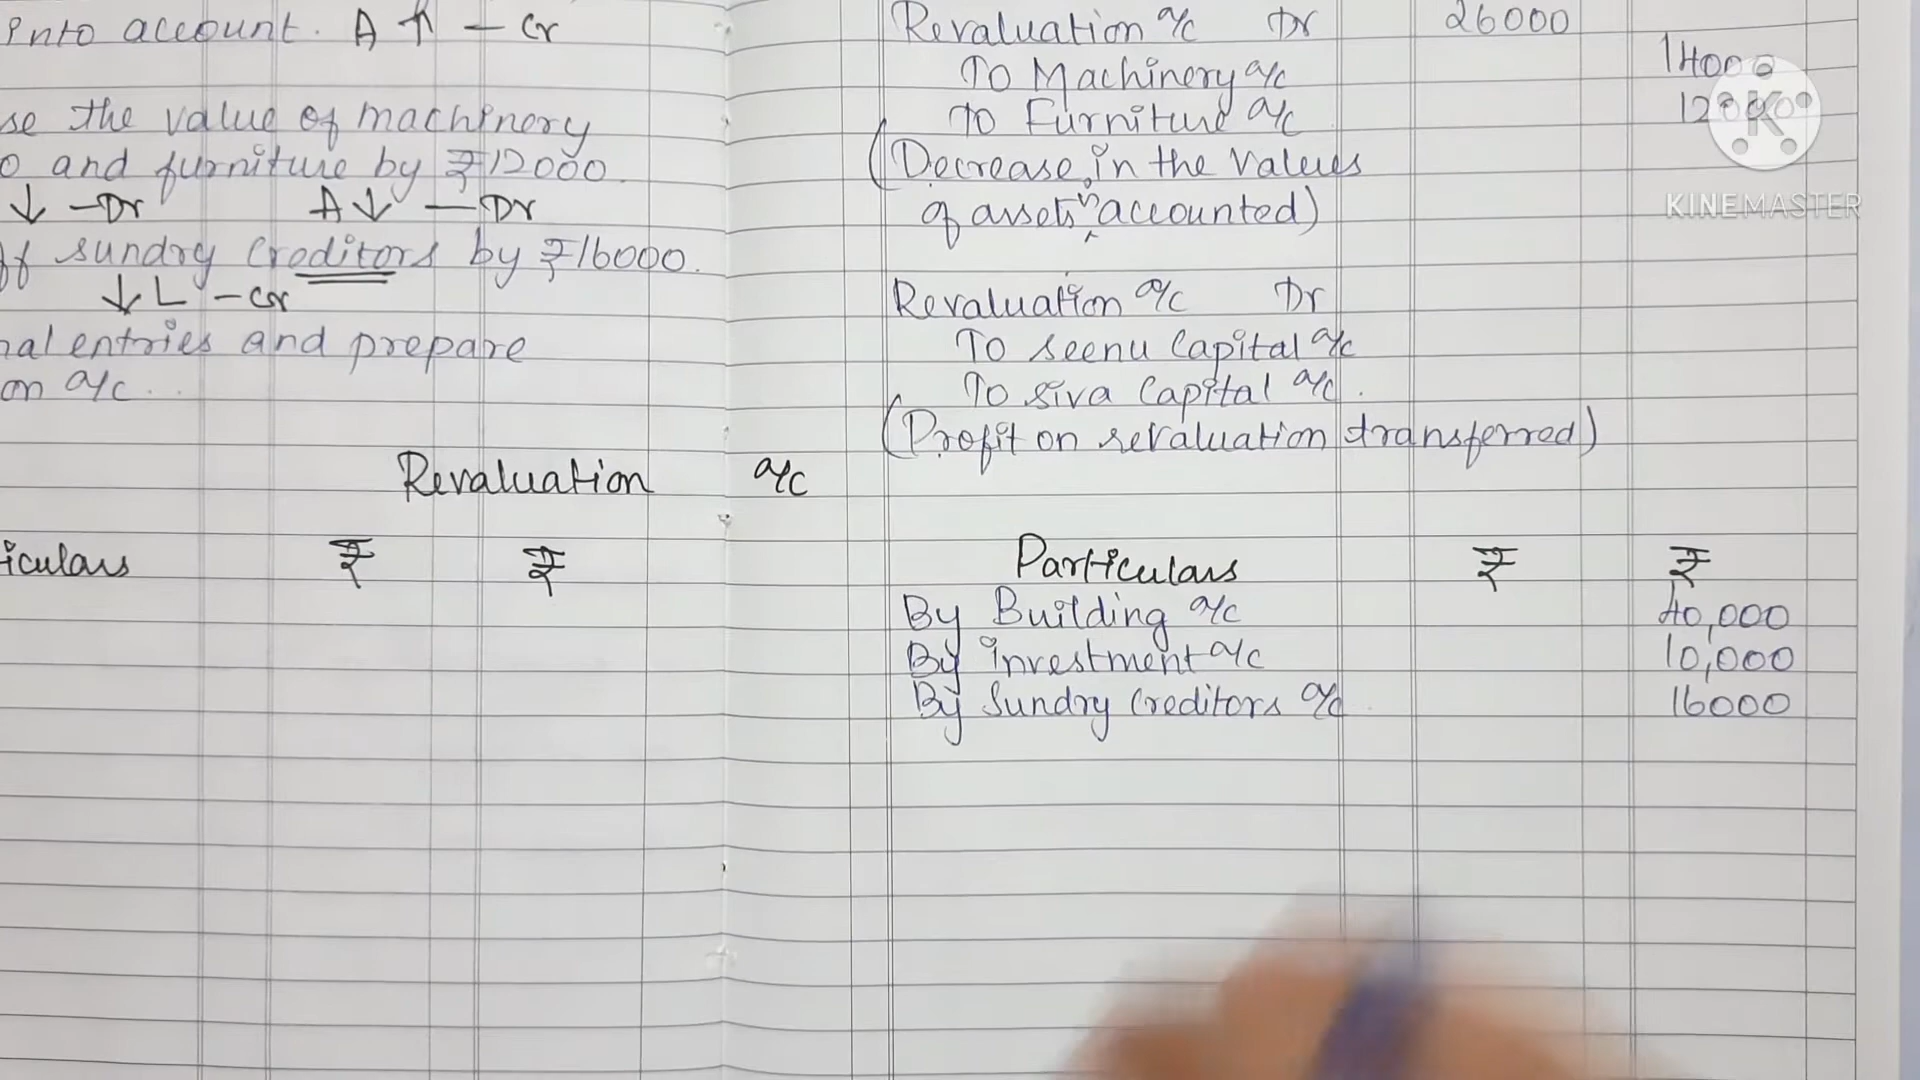 into account. A ↑ - Cr
se the value of machinery
0 and furniture by ₹12000.
↓ - Dr A↓ - Dr
of sundry creditors by ₹16000.
↓ L - Cr
nal entries and prepare
on a/c.
Revaluation a/c Dr 26000
To Machinery a/c 14000
To Furniture a/c 12000
(Decrease in the values
of assets accounted)
Revaluation a/c Dr
To seenu Capital a/c
To siva Capital a/c.
(Profit on revaluation transferred)
KINEMASTER
Revaluation a/c
iculars ₹ ₹ Particulars ₹ ₹
By Building a/c 40,000
By investment a/c 10,000
By Sundry Creditors a/c 16000